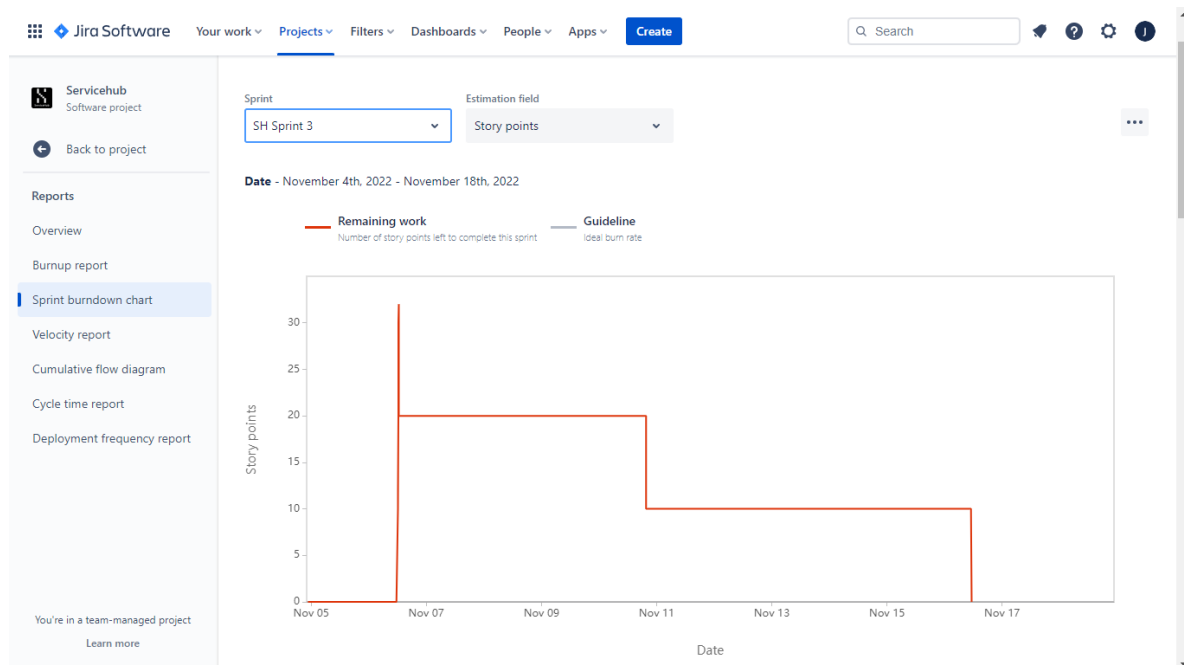 Jira Software Your work Projects Filters Dashboards People Apps Create Search
Servicehub
Software project
Back to project
Reports
Overview
Burnup report
Sprint burndown chart
Velocity report
Cumulative flow diagram
Cycle time report
Deployment frequency report
You're in a team-managed project
Learn more
Sprint Estimation field
SH Sprint 3 Story points
Date - November 4th, 2022 - November 18th, 2022
Remaining work Guideline
Number of story points left to complete this sprint Ideal burn rate
Story points
30
25
20
15
10
5
0
Nov 05 Nov 07 Nov 09 Nov 11 Nov 13 Nov 15 Nov 17
Date